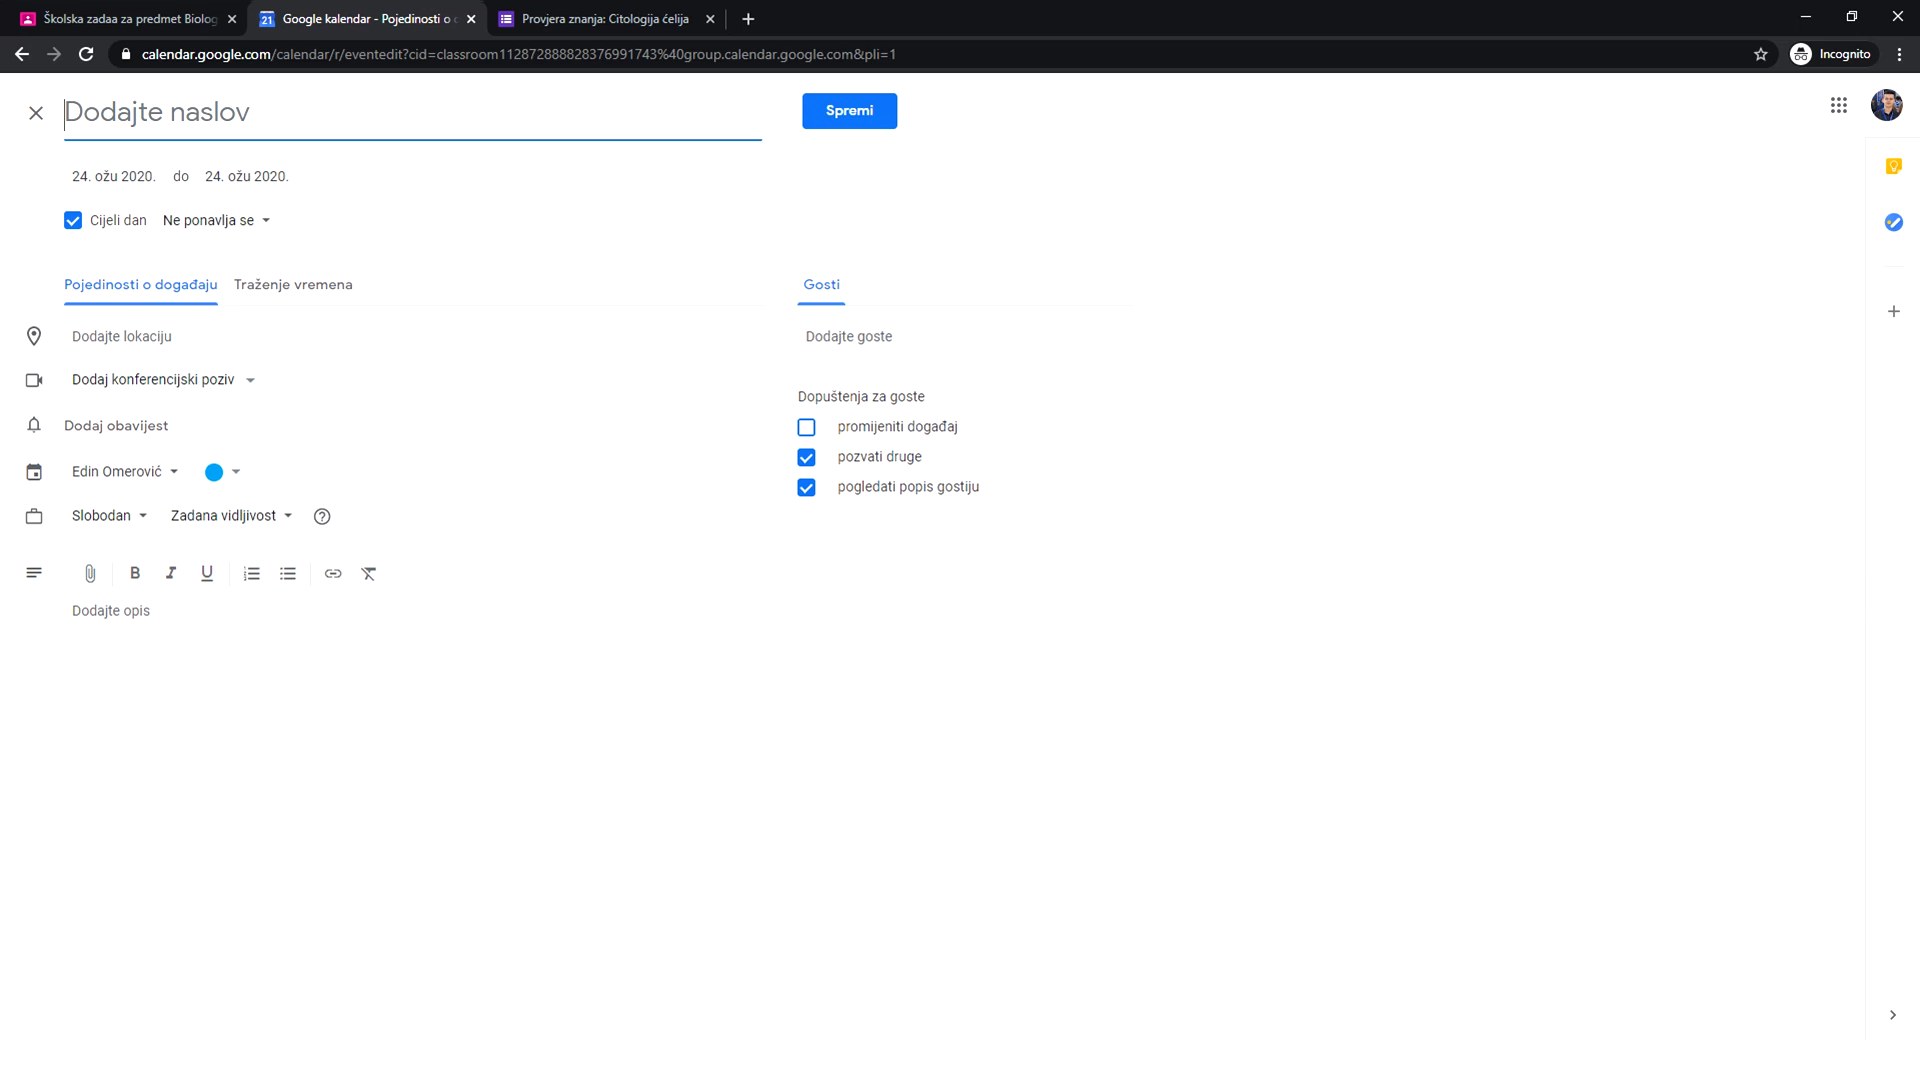 Školska zadaa za predmet Biolog
Google kalendar - Pojedinosti o
Provjera znanja: Citologija ćelija
calendar.google.com/calendar/r/eventedit?cid=classroom112872888828376991743%40group.calendar.google.com&pli=1
Incognito
21
Dodajte naslov
Spremi
24. ožu 2020. do 24. ožu 2020.
Cijeli dan Ne ponavlja se
Pojedinosti o događaju Traženje vremena
Gosti
Dodajte lokaciju
Dodajte goste
Dodaj konferencijski poziv
Dopuštenja za goste
Dodaj obavijest
promijeniti događaj
pozvati druge
Edin Omerović
pogledati popis gostiju
Slobodan Zadana vidljivost
B I U
Dodajte opis